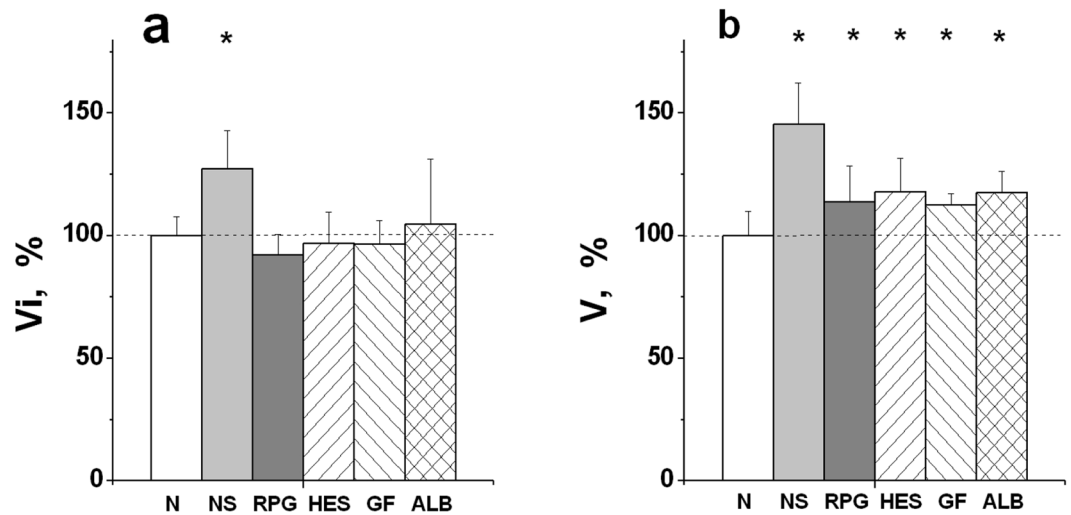 a
*
150
100
50
0
Vi, %
N NS RPG HES GF ALB
b
* * * * *
150
100
50
0
V, %
N NS RPG HES GF ALB